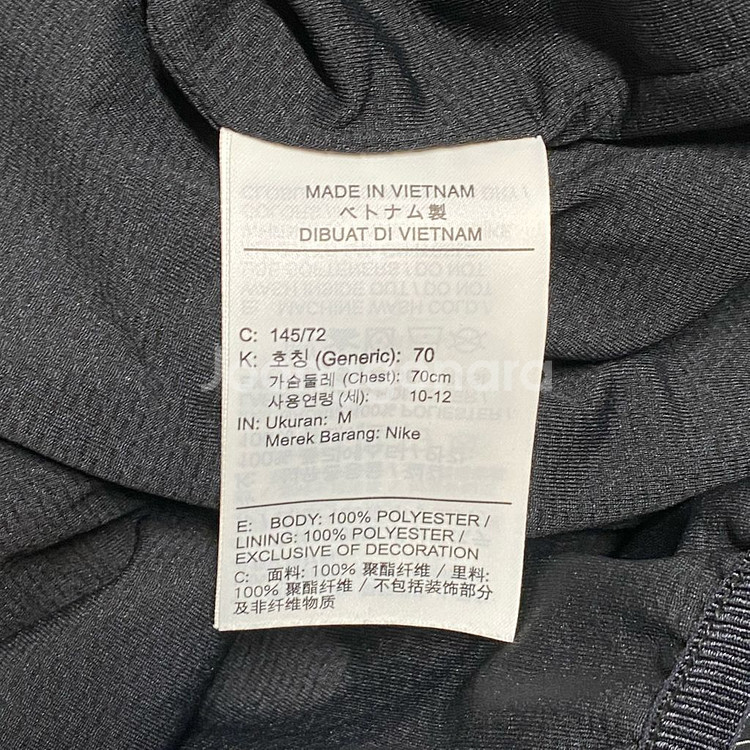 MADE IN VIETNAM
ベトナム製
DIBUAT DI VIETNAM
C: 145/72
K: 호칭 (Generic): 70
가슴둘레 (Chest): 70cm
사용연령 (세): 10-12
IN: Ukuran: M
Merek Barang: Nike
E: BODY: 100% POLYESTER /
LINING: 100% POLYESTER /
EXCLUSIVE OF DECORATION
C: 面料: 100% 聚酯纤维 / 里料:
100% 聚酯纤维 / 不包括装饰部分
及非纤维物质